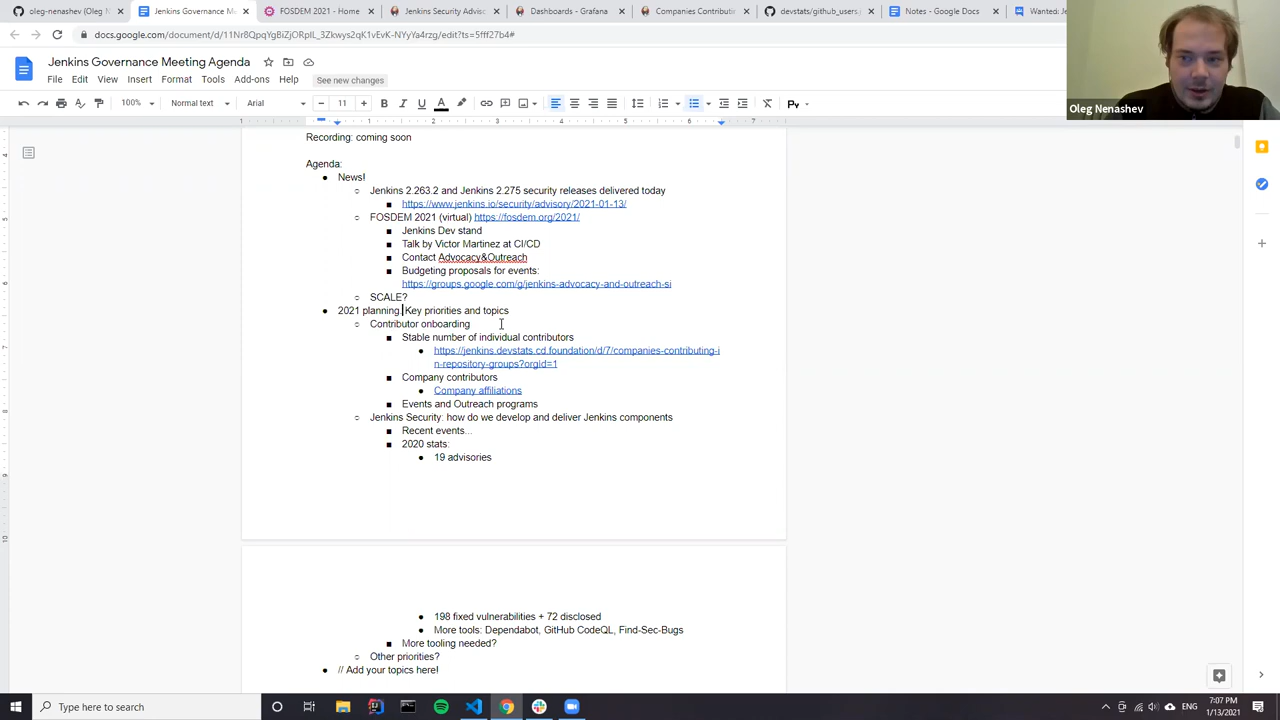 oleg-nenashev (Oleg N
Jenkins Governance Me
FOSDEM 2021 - Home
Jenkins Security Adviso
Dashboards - Grafana
Companies Contributin
devstats/github_users.j
Notes - Google Docs
Wanted: Je
docs.google.com/document/d/11Nr8QpqYgBiZjORpIL_3Zkwys2qK1vEvK-NYyYa4rzg/edit?ts=5fff27b4#
Jenkins Governance Meeting Agenda
File Edit View Insert Format Tools Add-ons Help See new changes
100% Normal text Arial 11
Oleg Nenashev
Recording: coming soon
Agenda:
News!
Jenkins 2.263.2 and Jenkins 2.275 security releases delivered today
https://www.jenkins.io/security/advisory/2021-01-13/
FOSDEM 2021 (virtual) https://fosdem.org/2021/
Jenkins Dev stand
Talk by Victor Martinez at CI/CD
Contact Advocacy&Outreach
Budgeting proposals for events:
https://groups.google.com/g/jenkins-advocacy-and-outreach-si
SCALE?
2021 planning. Key priorities and topics
Contributor onboarding
Stable number of individual contributors
https://jenkins.devstats.cd.foundation/d/7/companies-contributing-i
n-repository-groups?orgId=1
Company contributors
Company affiliations
Events and Outreach programs
Jenkins Security: how do we develop and deliver Jenkins components
Recent events...
2020 stats:
19 advisories
198 fixed vulnerabilities + 72 disclosed
More tools: Dependabot, GitHub CodeQL, Find-Sec-Bugs
More tooling needed?
Other priorities?
// Add your topics here!
Type here to search
ENG
7:07 PM
1/13/2021